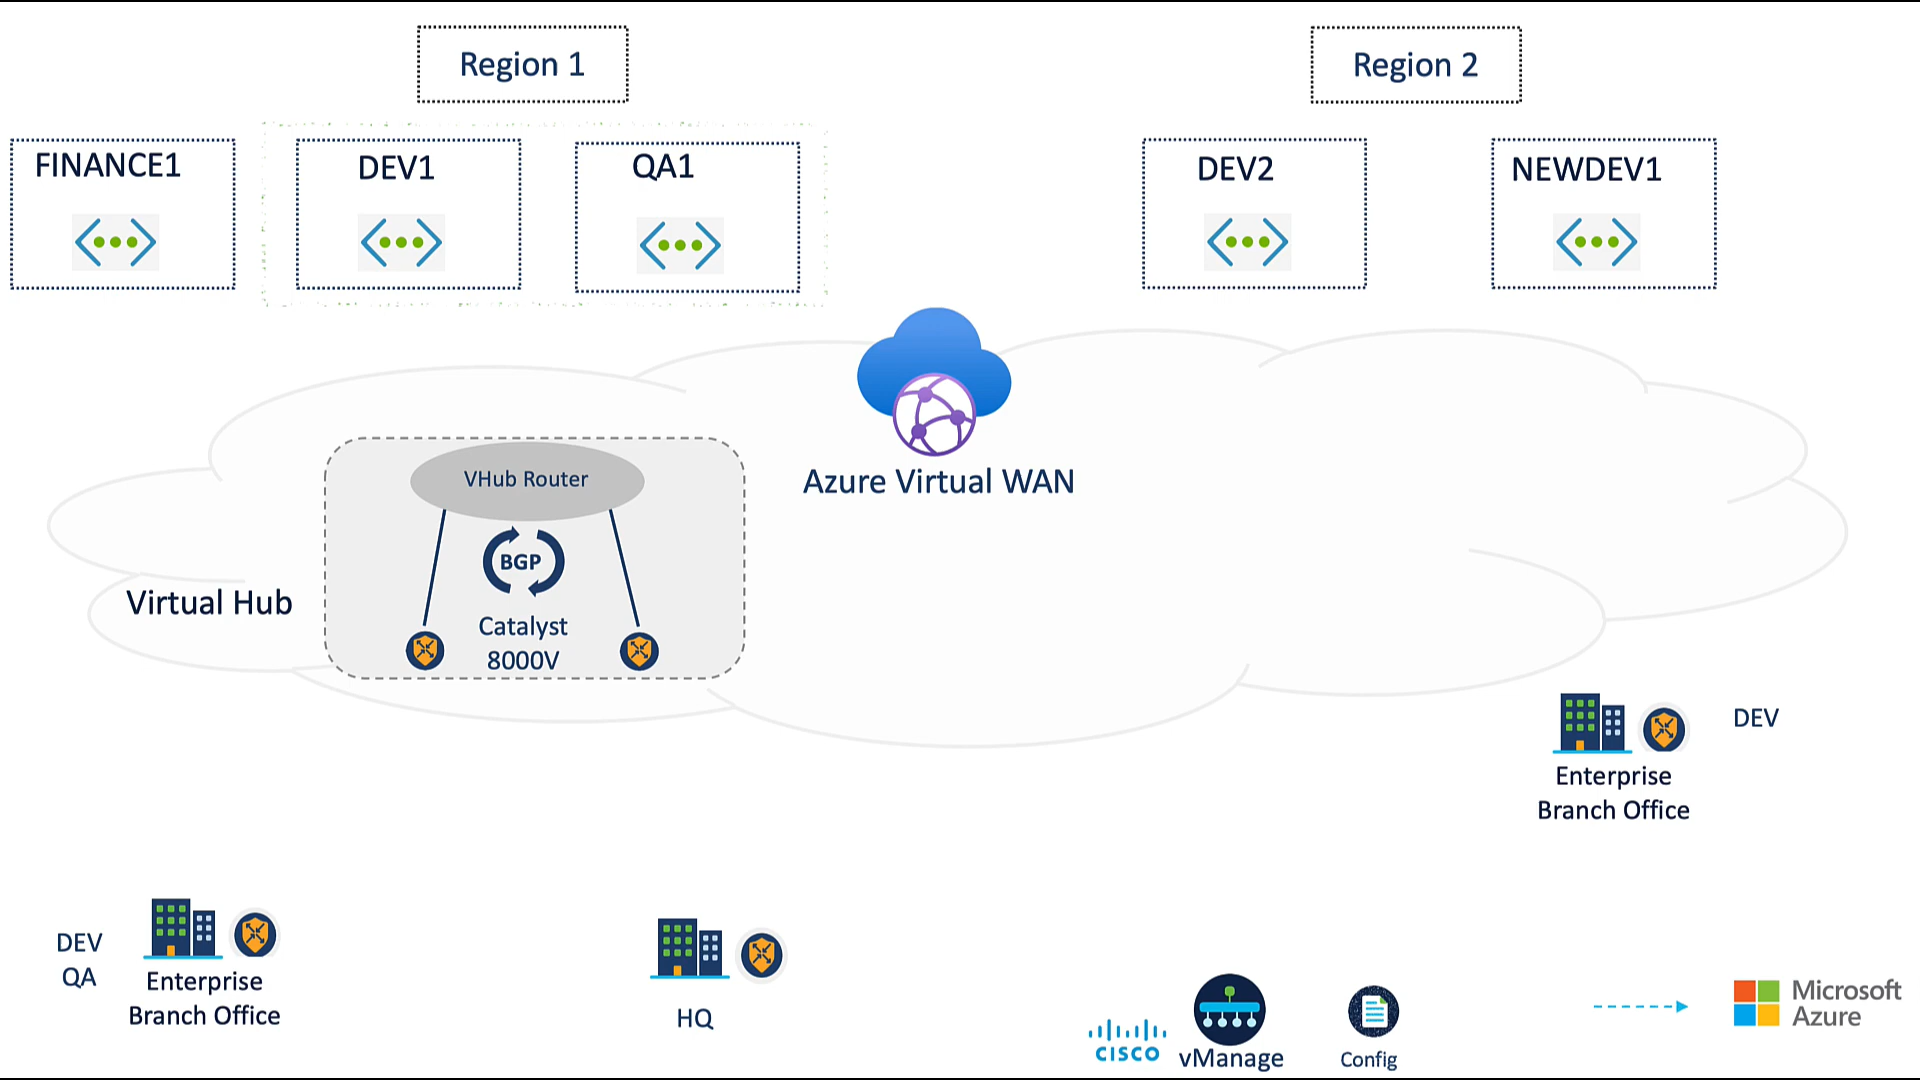 Region 1
Region 2
FINANCE1
DEV1
QA1
DEV2
NEWDEV1
VHub Router
Azure Virtual WAN
BGP
Virtual Hub
Catalyst
8000V
DEV
Enterprise
Branch Office
DEV
QA
Enterprise
Branch Office
HQ
cisco
vManage
Config
Microsoft
Azure